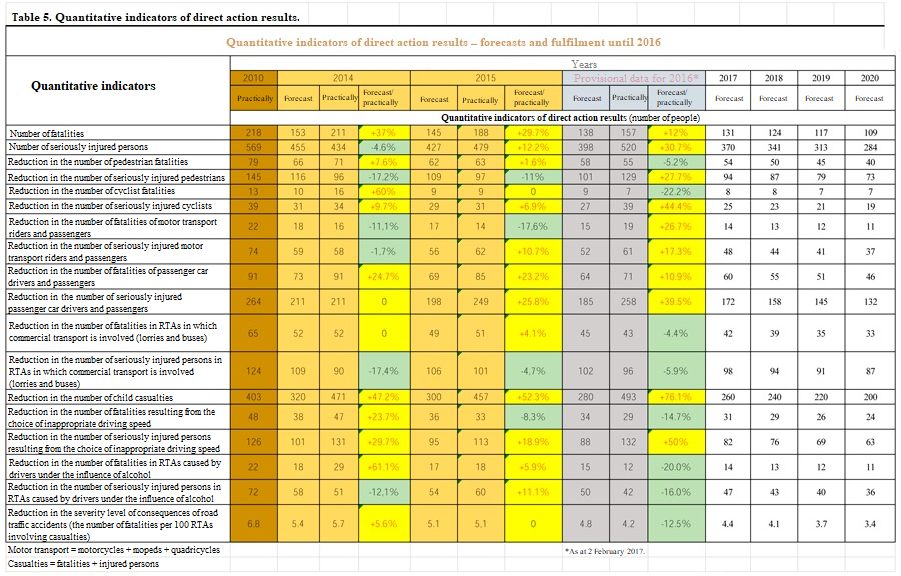 Table 5. Quantitative indicators of direct action results.
Quantitative indicators of direct action results – forecasts and fulfilment until 2016
Quantitative indicators
Years
2010 2014 2015 Provisional data for 2016* 2017 2018 2019 2020
Practically Forecast Practically Forecast/ practically Forecast Practically Forecast/ practically Forecast Practically Forecast/ practically Forecast Forecast Forecast Forecast
Quantitative indicators of direct action results (number of people)
Number of fatalities 218 153 211 +37% 145 188 +29.7% 138 157 +12% 131 124 117 109
Number of seriously injured persons 569 455 434 -4.6% 427 479 +12.2% 398 520 +30.7% 370 341 313 284
Reduction in the number of pedestrian fatalities 79 66 71 +7.6% 62 63 +1.6% 58 55 -5.2% 54 50 45 40
Reduction in the number of seriously injured pedestrians 145 116 96 -17.2% 109 97 -11% 101 129 +27.7% 94 87 79 73
Reduction in the number of cyclist fatalities 13 10 16 +60% 9 9 0 9 7 -22.2% 8 8 7 7
Reduction in the number of seriously injured cyclists 39 31 34 +9.7% 29 31 +6.9% 27 39 +44.4% 25 23 21 19
Reduction in the number of fatalities of motor transport
riders and passengers 22 18 16 -11,1% 17 14 -17,6% 15 19 +26.7% 14 13 12 11
Reduction in the number of seriously injured motor
transport riders and passengers 74 59 58 -1,7% 56 62 +10.7% 52 61 +17.3% 48 44 41 37
Reduction in the number of fatalities of passenger car
drivers and passengers 91 73 91 +24.7% 69 85 +23.2% 64 71 +10.9% 60 55 51 46
Reduction in the number of seriously injured
passenger car drivers and passengers 264 211 211 0 198 249 +25.8% 185 258 +39.5% 172 158 145 132
Reduction in the number of fatalities in RTAs in which
commercial transport is involved (lorries and buses) 65 52 52 0 49 51 +4.1% 45 43 -4.4% 42 39 35 33
Reduction in the number of seriously injured persons in
RTAs in which commercial transport is involved
(lorries and buses) 124 109 90 -17,4% 106 101 -4.7% 102 96 -5.9% 98 94 91 87
Reduction in the number of child casualties 403 320 471 +47.2% 300 457 +52.3% 280 493 +76.1% 260 240 220 200
Reduction in the number of fatalities resulting from the
choice of inappropriate driving speed 48 38 47 +23.7% 36 33 -8,3% 34 29 -14.7% 31 29 26 24
Reduction in the number of seriously injured persons
resulting from the choice of inappropriate driving speed 126 101 131 +29.7% 95 113 +18.9% 88 132 +50% 82 76 69 63
Reduction in the number of fatalities in RTAs caused by
drivers under the influence of alcohol 22 18 29 +61.1% 17 18 +5.9% 15 12 -20.0% 14 13 12 11
Reduction in the number of seriously injured persons in
RTAs caused by drivers under the influence of alcohol 72 58 51 -12,1% 54 60 +11.1% 50 42 -16.0% 47 43 40 36
Reduction in the severity level of consequences of road
traffic accidents (the number of fatalities per 100 RTAs
involving casualties) 6.8 5.4 5.7 +5.6% 5.1 5.1 0 4.8 4.2 -12.5% 4.4 4.1 3.7 3.4
Motor transport = motorcycles + mopeds + quadricycles *As at 2 February 2017.
Casualties = fatalities + injured persons